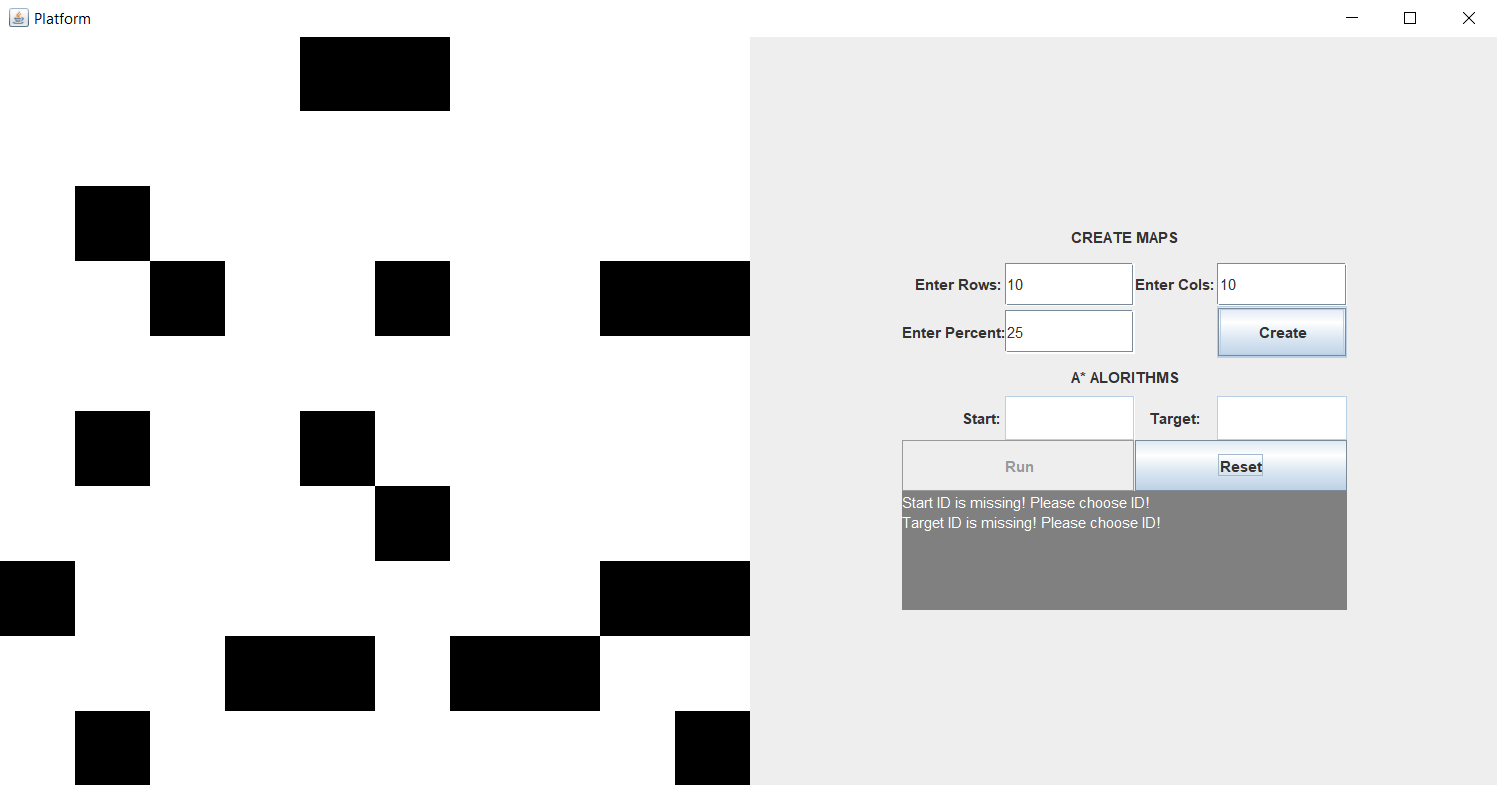 Platform
CREATE MAPS
Enter Rows: 10 Enter Cols: 10
Enter Percent: 25 Create
A* ALORITHMS
Start: Target:
Run Reset
Start ID is missing! Please choose ID!
Target ID is missing! Please choose ID!